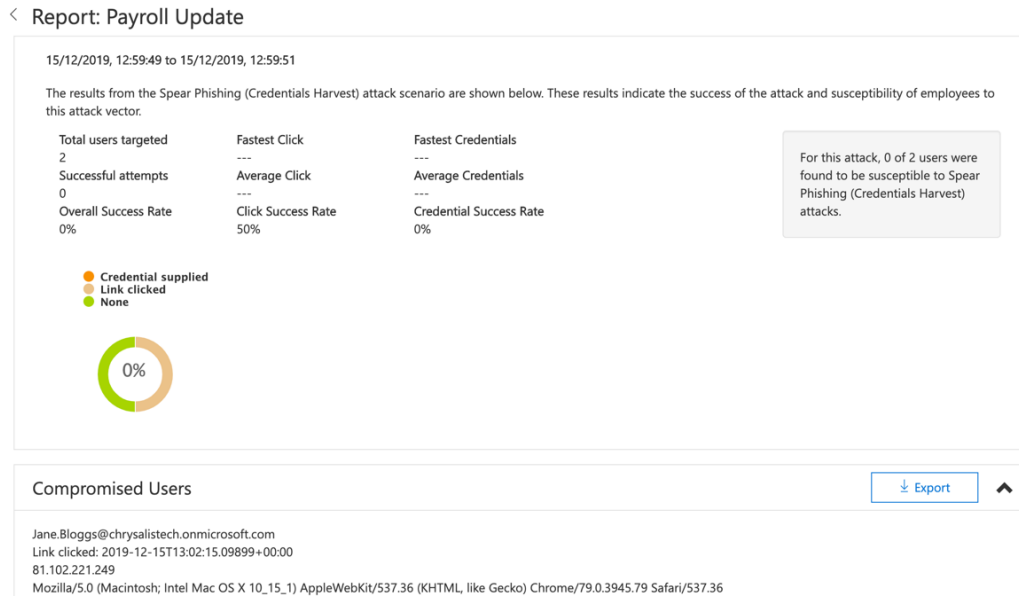 Report: Payroll Update
15/12/2019, 12:59:49 to 15/12/2019, 12:59:51
The results from the Spear Phishing (Credentials Harvest) attack scenario are shown below. These results indicate the success of the attack and susceptibility of employees to
this attack vector.
Total users targeted
2
Successful attempts
0
Overall Success Rate
0%
Fastest Click
---
Average Click
---
Click Success Rate
50%
Fastest Credentials
---
Average Credentials
---
Credential Success Rate
0%
For this attack, 0 of 2 users were
found to be susceptible to Spear
Phishing (Credentials Harvest)
attacks.
Credential supplied
Link clicked
None
0%
Compromised Users
Export
Jane.Bloggs@chrysalistech.onmicrosoft.com
Link clicked: 2019-12-15T13:02:15.09899+00:00
81.102.221.249
Mozilla/5.0 (Macintosh; Intel Mac OS X 10_15_1) AppleWebKit/537.36 (KHTML, like Gecko) Chrome/79.0.3945.79 Safari/537.36